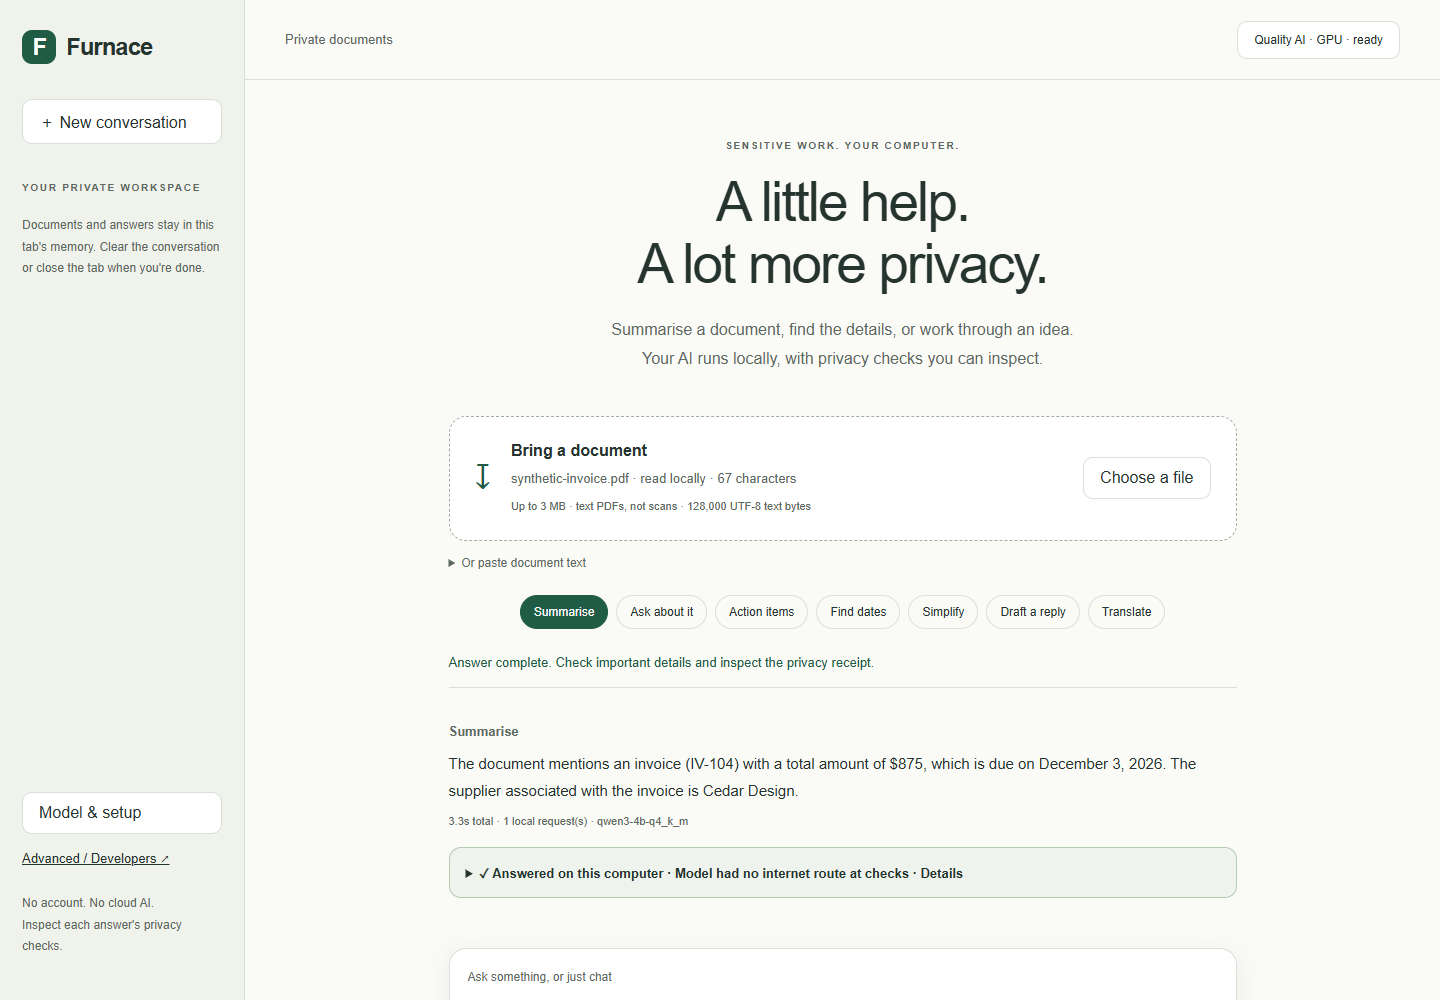 F Furnace
+ New conversation
YOUR PRIVATE WORKSPACE
Documents and answers stay in this
tab's memory. Clear the conversation
or close the tab when you're done.
Model & setup
Advanced / Developers ↗
No account. No cloud AI.
Inspect each answer's privacy
checks.
Private documents
Quality AI · GPU · ready
SENSITIVE WORK. YOUR COMPUTER.
A little help.
A lot more privacy.
Summarise a document, find the details, or work through an idea.
Your AI runs locally, with privacy checks you can inspect.
Bring a document
synthetic-invoice.pdf · read locally · 67 characters
Up to 3 MB · text PDFs, not scans · 128,000 UTF-8 text bytes
Choose a file
Or paste document text
Summarise
Ask about it
Action items
Find dates
Simplify
Draft a reply
Translate
Answer complete. Check important details and inspect the privacy receipt.
Summarise
The document mentions an invoice (IV-104) with a total amount of $875, which is due on December 3, 2026. The
supplier associated with the invoice is Cedar Design.
3.3s total · 1 local request(s) · qwen3-4b-q4_k_m
✓ Answered on this computer · Model had no internet route at checks · Details
Ask something, or just chat